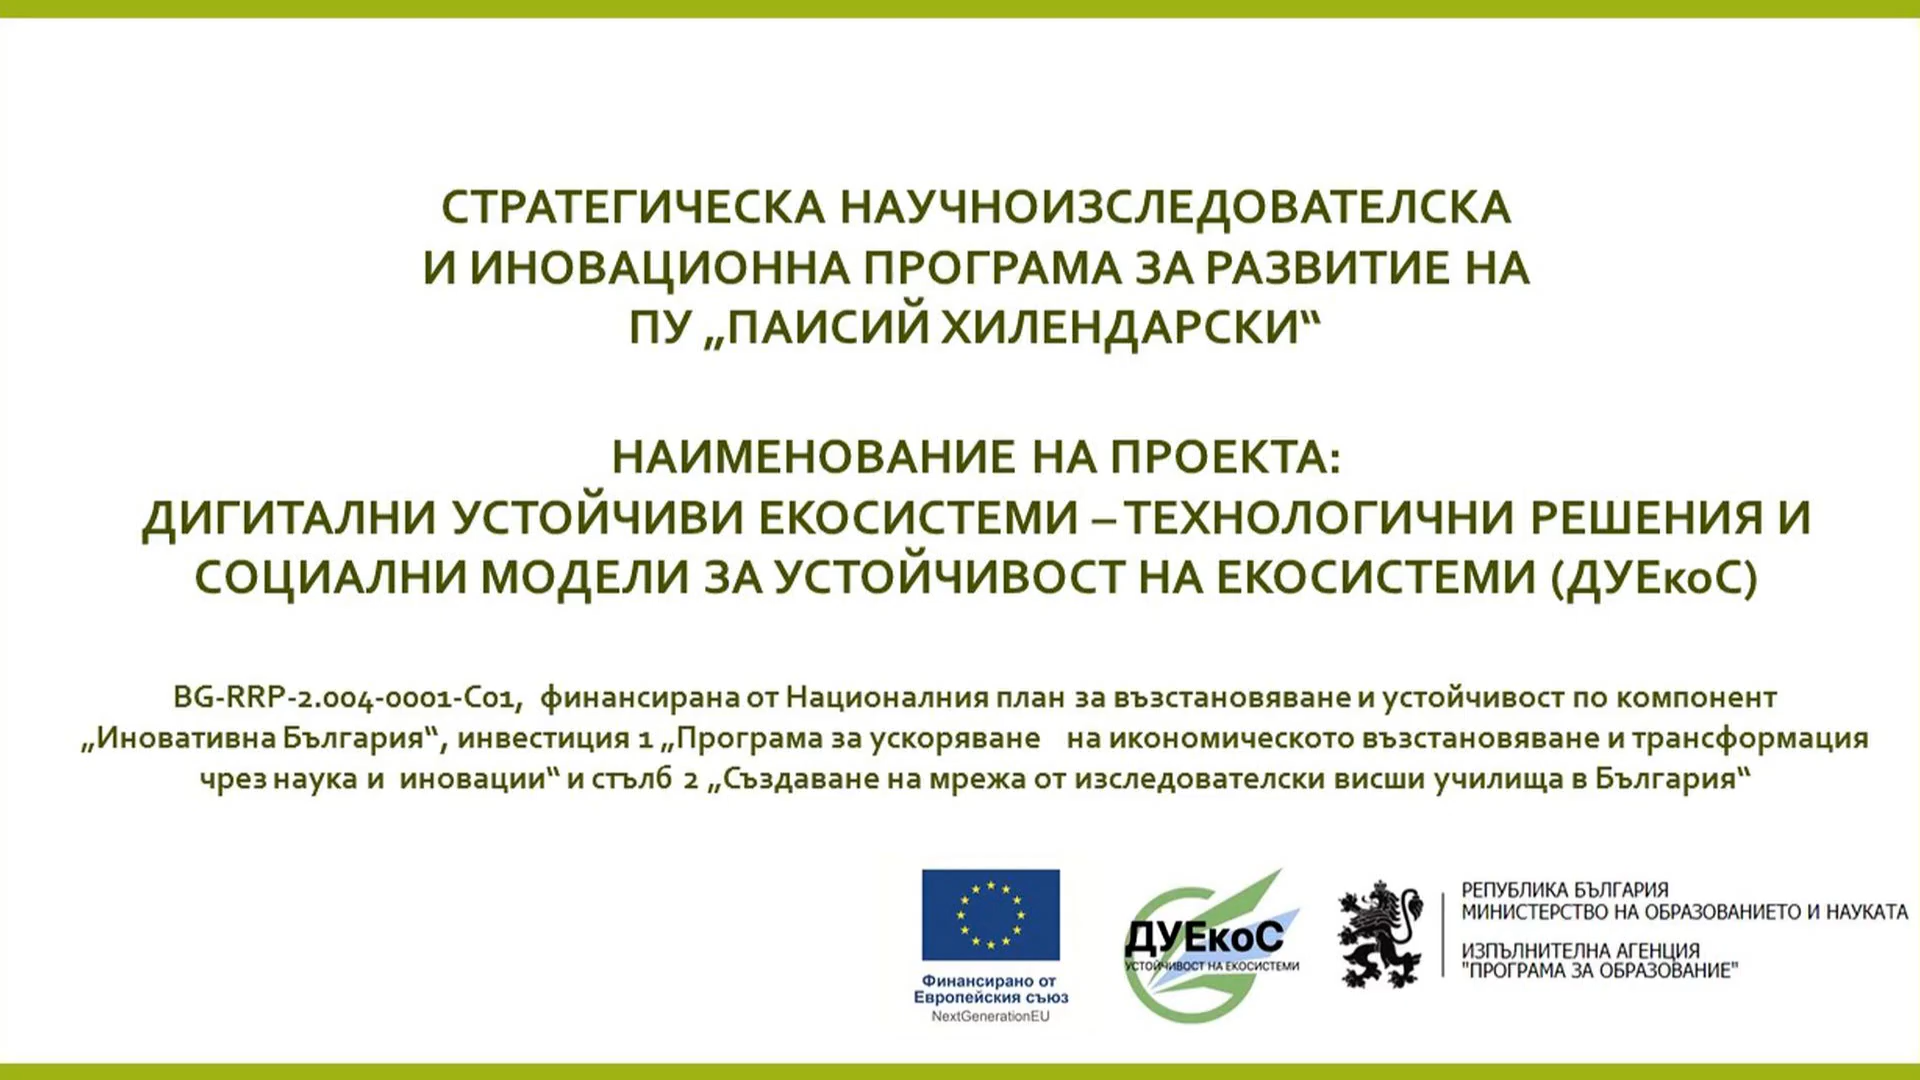 СТРАТЕГИЧЕСКА НАУЧНОИЗСЛЕДОВАТЕЛСКА
И ИНОВАЦИОННА ПРОГРАМА ЗА РАЗВИТИЕ НА
ПУ „ПАИСИЙ ХИЛЕНДАРСКИ“
НАИМЕНОВАНИЕ НА ПРОЕКТА:
ДИГИТАЛНИ УСТОЙЧИВИ ЕКОСИСТЕМИ – ТЕХНОЛОГИЧНИ РЕШЕНИЯ И
СОЦИАЛНИ МОДЕЛИ ЗА УСТОЙЧИВОСТ НА ЕКОСИСТЕМИ (ДУЕкоС)
BG-RRP-2.004-0001-C01, финансирана от Националния план за възстановяване и устойчивост по компонент
„Иновативна България“, инвестиция 1 „Програма за ускоряване на икономическото възстановяване и трансформация
чрез наука и иновации“ и стълб 2 „Създаване на мрежа от изследователски висши училища в България“
Финансирано от
Европейския съюз
NextGenerationEU
ДУЕкоС
УСТОЙЧИВОСТ НА ЕКОСИСТЕМИ
РЕПУБЛИКА БЪЛГАРИЯ
МИНИСТЕРСТВО НА ОБРАЗОВАНИЕТО И НАУКАТА
ИЗПЪЛНИТЕЛНА АГЕНЦИЯ
"ПРОГРАМА ЗА ОБРАЗОВАНИЕ"